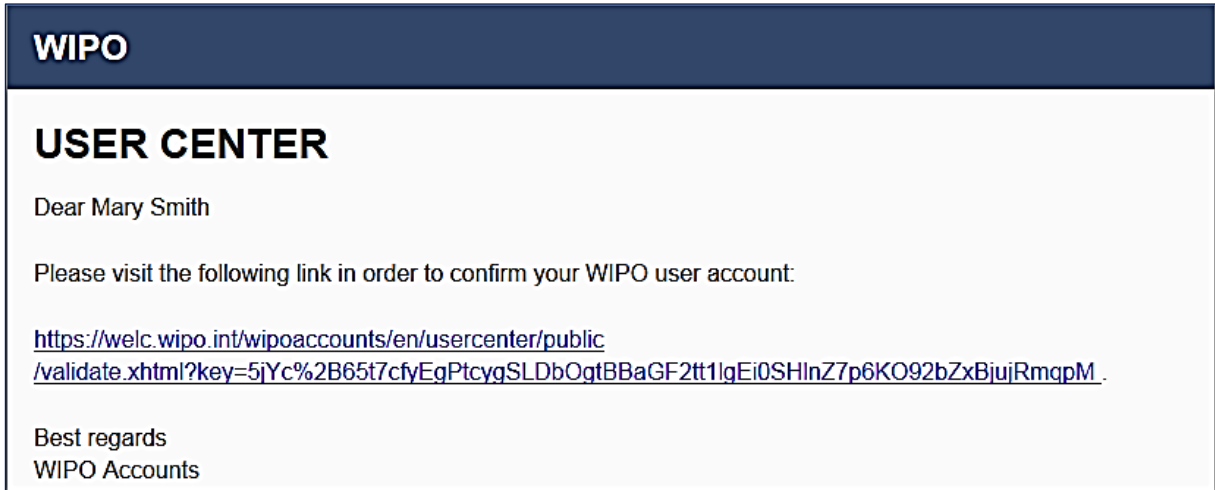 WIPO
USER CENTER
Dear Mary Smith
Please visit the following link in order to confirm your WIPO user account:
https://welc.wipo.int/wipoaccounts/en/usercenter/public
/validate.xhtml?key=5jYc%2B65t7cfyEgPtcygSLDbOgtBBaGF2tt1lgEi0SHlnZ7p6KO92bZxBjujRmqpM .
Best regards
WIPO Accounts